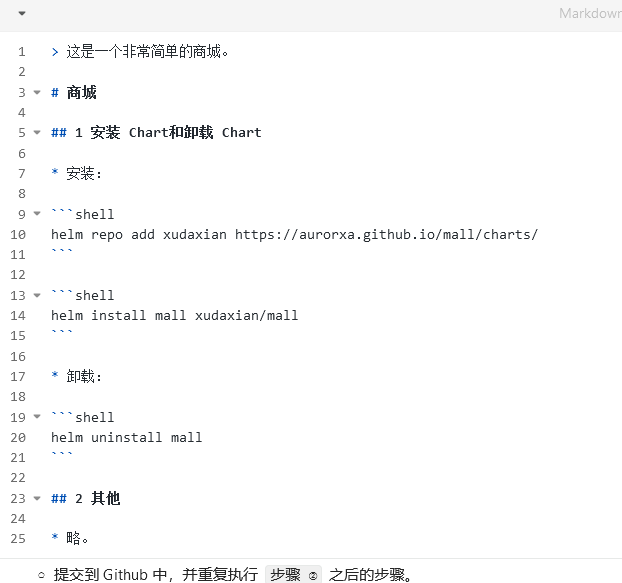 Markdown
1 > 这是一个非常简单的商城。
2
3 # 商城
4
5 ## 1 安装 Chart和卸载 Chart
6
7 * 安装:
8
9 ```shell
10 helm repo add xudaxian https://aurorxa.github.io/mall/charts/
11 ```
12
13 ```shell
14 helm install mall xudaxian/mall
15 ```
16
17 * 卸载:
18
19 ```shell
20 helm uninstall mall
21 ```
22
23 ## 2 其他
24
25 * 略。
○ 提交到 Github 中，并重复执行 步骤 ② 之后的步骤。